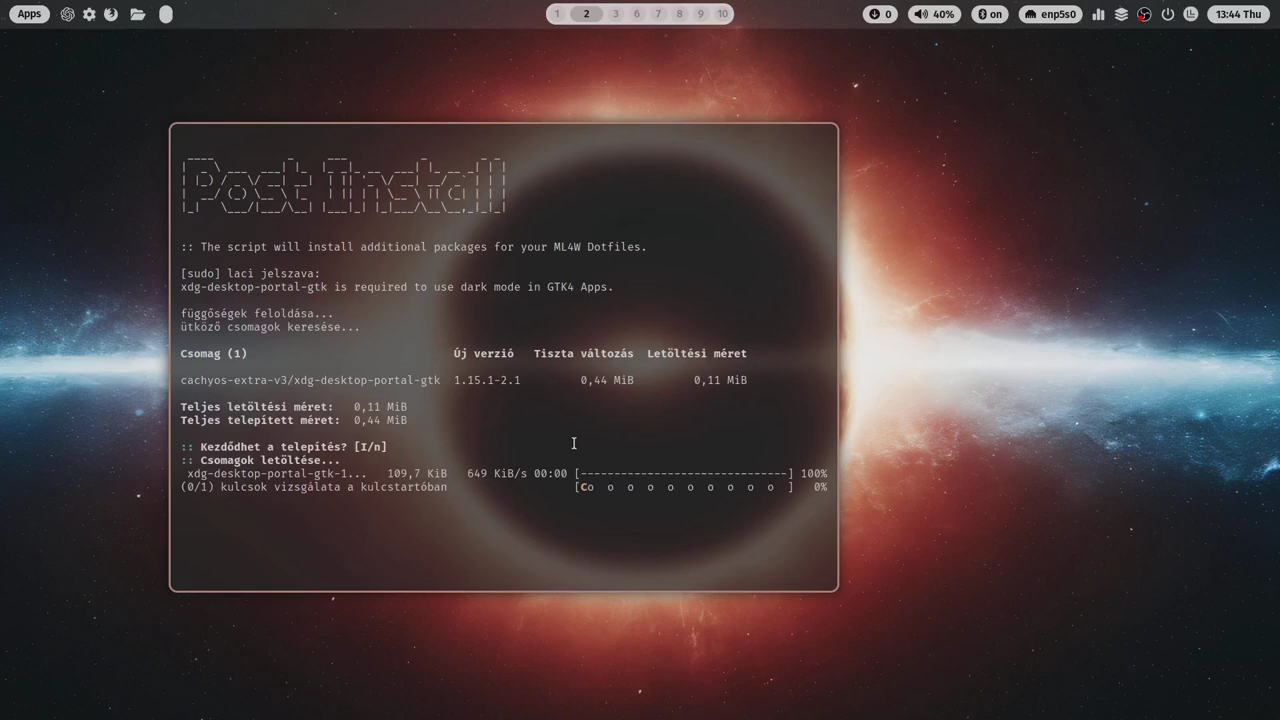 Apps
1 2 3 6 7 8 9 10
0 40% on enp5s0 13:44 Thu
Post Install
:: The script will install additional packages for your ML4W Dotfiles.
[sudo] laci jelszava:
xdg-desktop-portal-gtk is required to use dark mode in GTK4 Apps.
függőségek feloldása...
ütköző csomagok keresése...
Csomag (1) Új verzió Tiszta változás Letöltési méret
cachyos-extra-v3/xdg-desktop-portal-gtk 1.15.1-2.1 0,44 MiB 0,11 MiB
Teljes letöltési méret: 0,11 MiB
Teljes telepített méret: 0,44 MiB
:: Kezdődhet a telepítés? [I/n]
:: Csomagok letöltése...
xdg-desktop-portal-gtk-1... 109,7 KiB 649 KiB/s 00:00 [-------------------------------] 100%
(0/1) kulcsok vizsgálata a kulcstartóban [Co o o o o o o o o o ] 0%